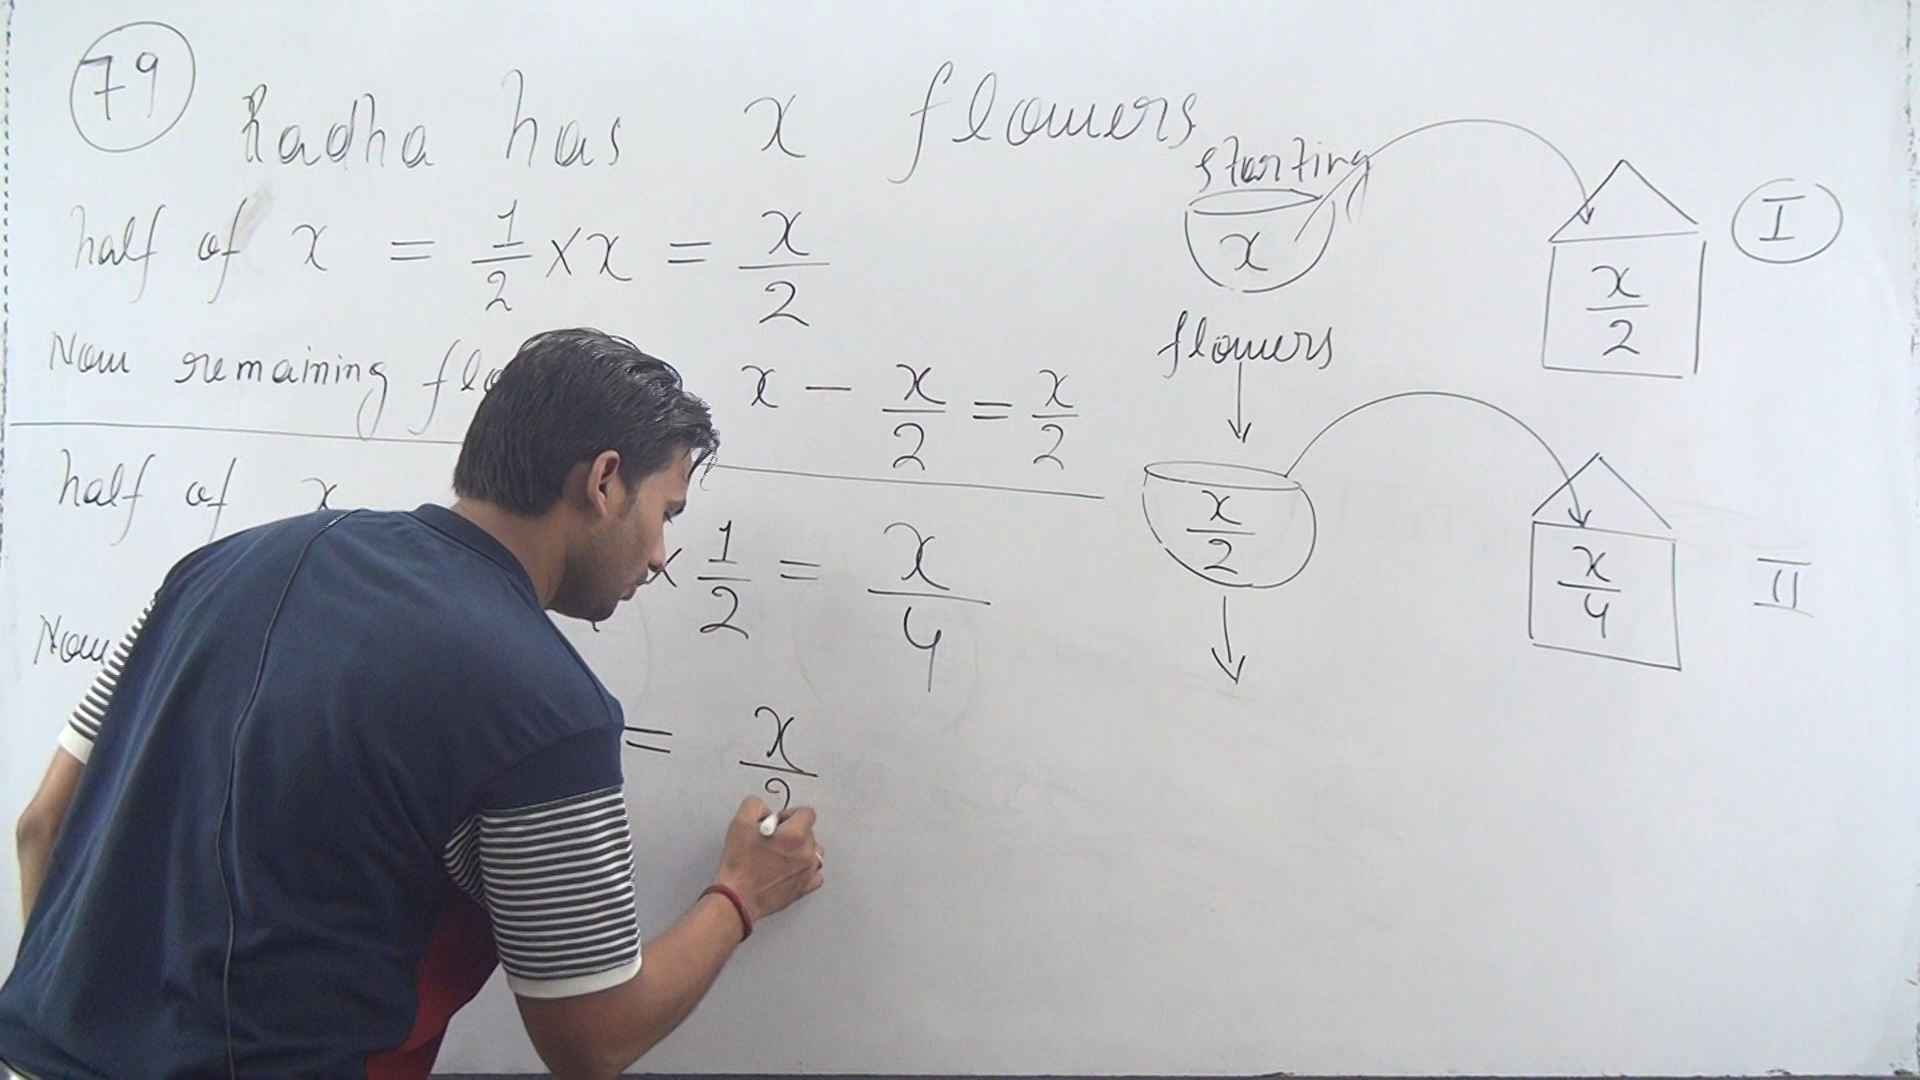 79
Radha has x flowers
half of x = 1/2 × x = x/2
Now remaining x − x/2 = x/2
half of x × 1/2 = x/4
Now
= x/2
starting
x
flowers
x/2
I
x/2
x/4
II